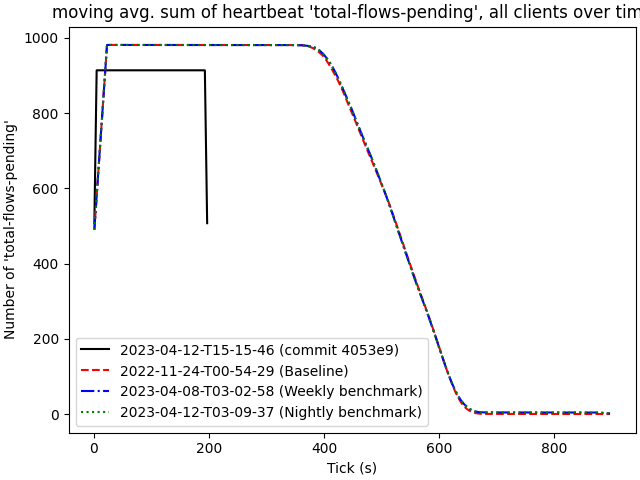 moving avg. sum of heartbeat 'total-flows-pending', all clients over tim
Number of 'total-flows-pending'
1000
800
600
400
200
0
2023-04-12-T15-15-46 (commit 4053e9)
2022-11-24-T00-54-29 (Baseline)
2023-04-08-T03-02-58 (Weekly benchmark)
2023-04-12-T03-09-37 (Nightly benchmark)
0 200 400 600 800
Tick (s)